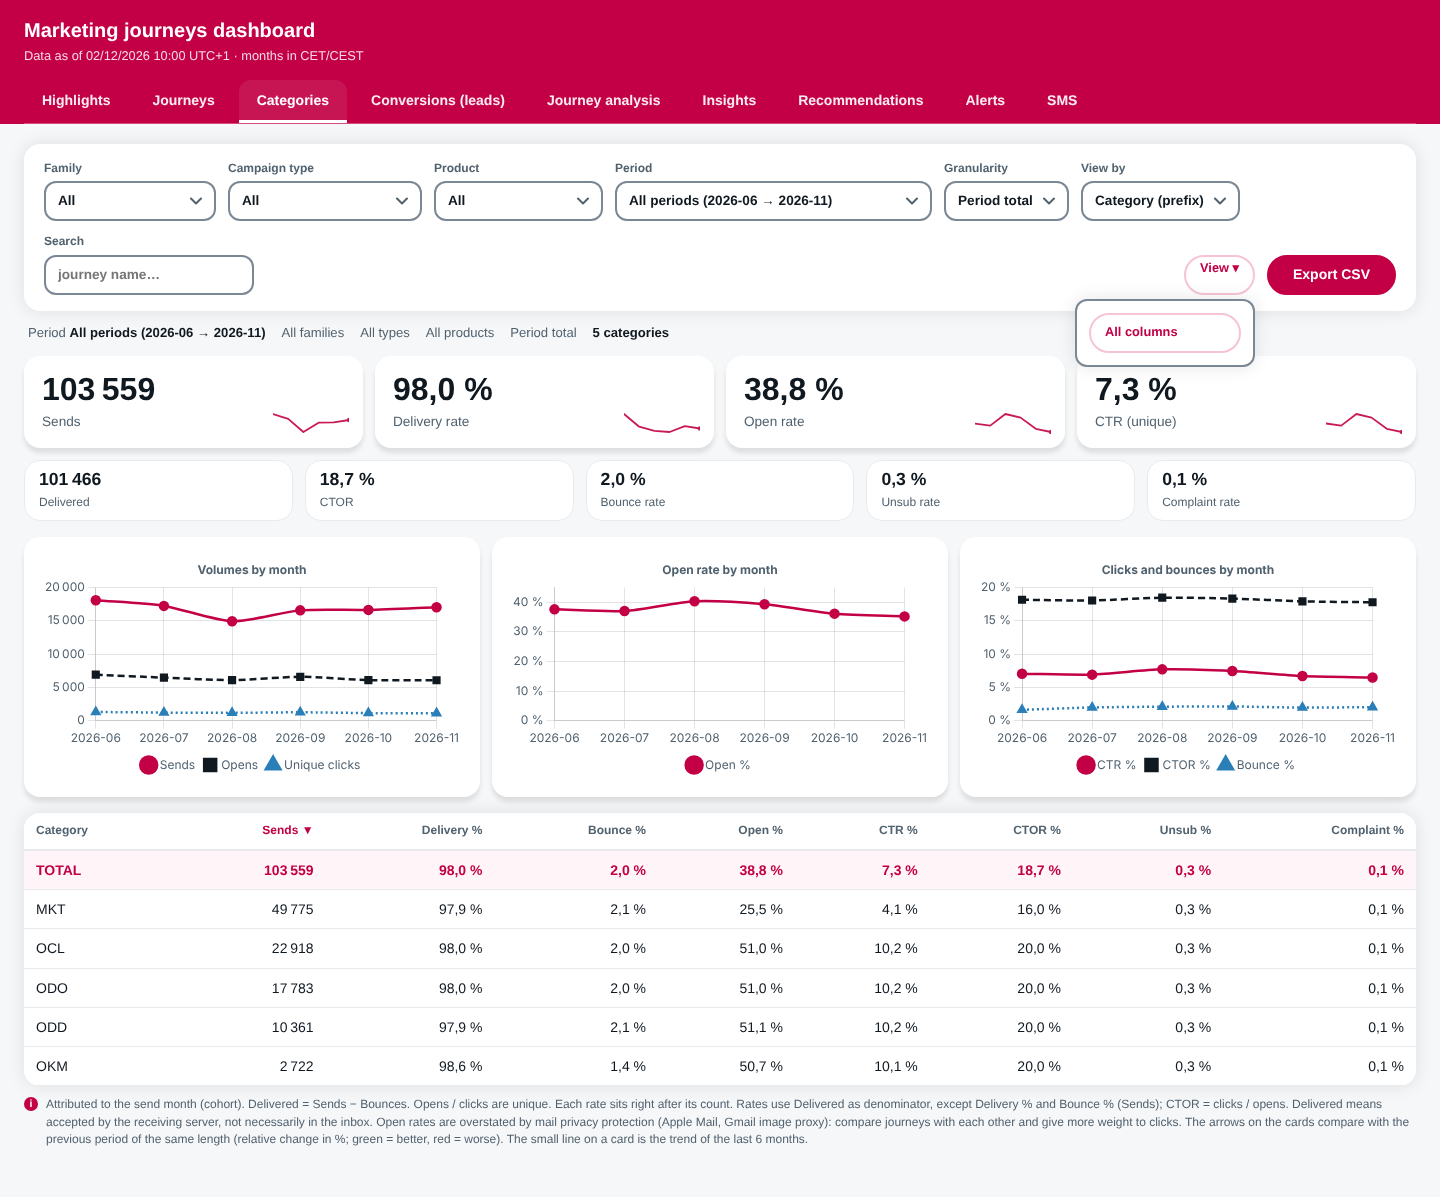 Marketing journeys dashboard
Data as of 02/12/2026 10:00 UTC+1 · months in CET/CEST
Highlights Journeys Categories Conversions (leads) Journey analysis Insights Recommendations Alerts SMS
Family Campaign type Product Period Granularity View by
All All All All periods (2026-06 → 2026-11) Period total Category (prefix)
Search
journey name… View ▾ Export CSV
All columns
Period All periods (2026-06 → 2026-11) All families All types All products Period total 5 categories
103 559 98,0 % 38,8 % 7,3 %
Sends Delivery rate Open rate CTR (unique)
101 466 18,7 % 2,0 % 0,3 % 0,1 %
Delivered CTOR Bounce rate Unsub rate Complaint rate
Volumes by month
20 000
15 000
10 000
5 000
0
2026-06 2026-07 2026-08 2026-09 2026-10 2026-11
Sends Opens Unique clicks
Open rate by month
40 %
30 %
20 %
10 %
0 %
2026-06 2026-07 2026-08 2026-09 2026-10 2026-11
Open %
Clicks and bounces by month
20 %
15 %
10 %
5 %
0 %
2026-06 2026-07 2026-08 2026-09 2026-10 2026-11
CTR % CTOR % Bounce %
Category Sends ▼ Delivery % Bounce % Open % CTR % CTOR % Unsub % Complaint %
TOTAL 103 559 98,0 % 2,0 % 38,8 % 7,3 % 18,7 % 0,3 % 0,1 %
MKT 49 775 97,9 % 2,1 % 25,5 % 4,1 % 16,0 % 0,3 % 0,1 %
OCL 22 918 98,0 % 2,0 % 51,0 % 10,2 % 20,0 % 0,3 % 0,1 %
ODO 17 783 98,0 % 2,0 % 51,0 % 10,2 % 20,0 % 0,3 % 0,1 %
ODD 10 361 97,9 % 2,1 % 51,1 % 10,2 % 20,0 % 0,3 % 0,1 %
OKM 2 722 98,6 % 1,4 % 50,7 % 10,1 % 20,0 % 0,3 % 0,1 %
i Attributed to the send month (cohort). Delivered = Sends − Bounces. Opens / clicks are unique. Each rate sits right after its count. Rates use Delivered as denominator, except Delivery % and Bounce % (Sends); CTOR = clicks / opens. Delivered means
accepted by the receiving server, not necessarily in the inbox. Open rates are overstated by mail privacy protection (Apple Mail, Gmail image proxy): compare journeys with each other and give more weight to clicks. The arrows on the cards compare with the
previous period of the same length (relative change in %; green = better, red = worse). The small line on a card is the trend of the last 6 months.